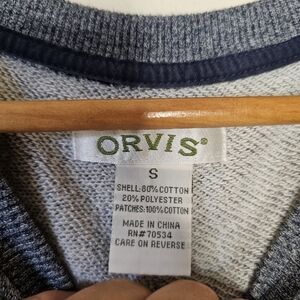 ORVIS®
S
SHELL: 80% COTTON
20% POLYESTER
PATCHES: 100% COTTON
MADE IN CHINA
RN# 70534
CARE ON REVERSE